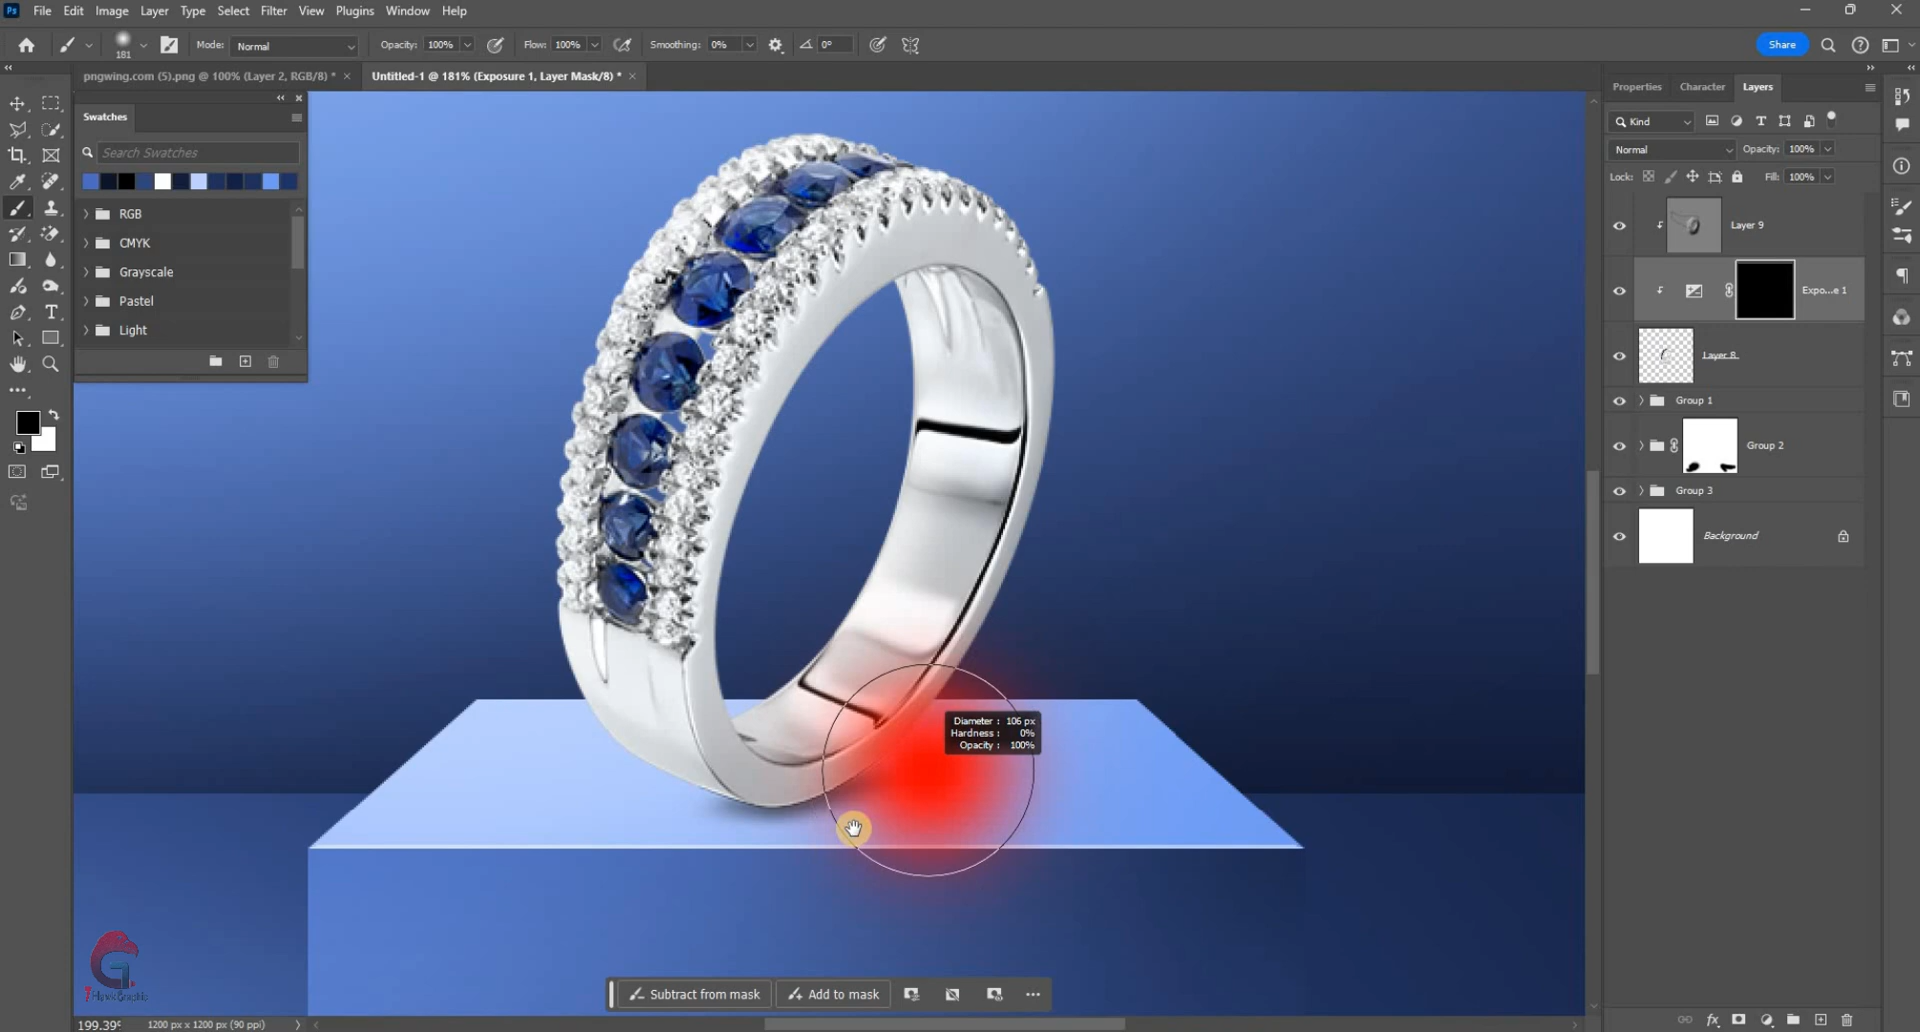 Ps File Edit Image Layer Type Select Filter View Plugins Window Help
181 Mode: Normal Opacity: 100% Flow: 100% Smoothing: 0% 0° Share
pngwing.com (5).png @ 100% (Layer 2, RGB/8) * × Untitled-1 @ 181% (Exposure 1, Layer Mask/8) * ×
Swatches
Search Swatches
RGB
CMYK
Grayscale
Pastel
Light
Properties Character Layers
Kind
Normal Opacity: 100%
Lock: Fill: 100%
Layer 9
Expo...e 1
Layer 8
Group 1
Group 2
Group 3
Background
Diameter : 106 px
Hardness : 0%
Opacity : 100%
Subtract from mask Add to mask
199.39% 1200 px x 1200 px (90 ppi)